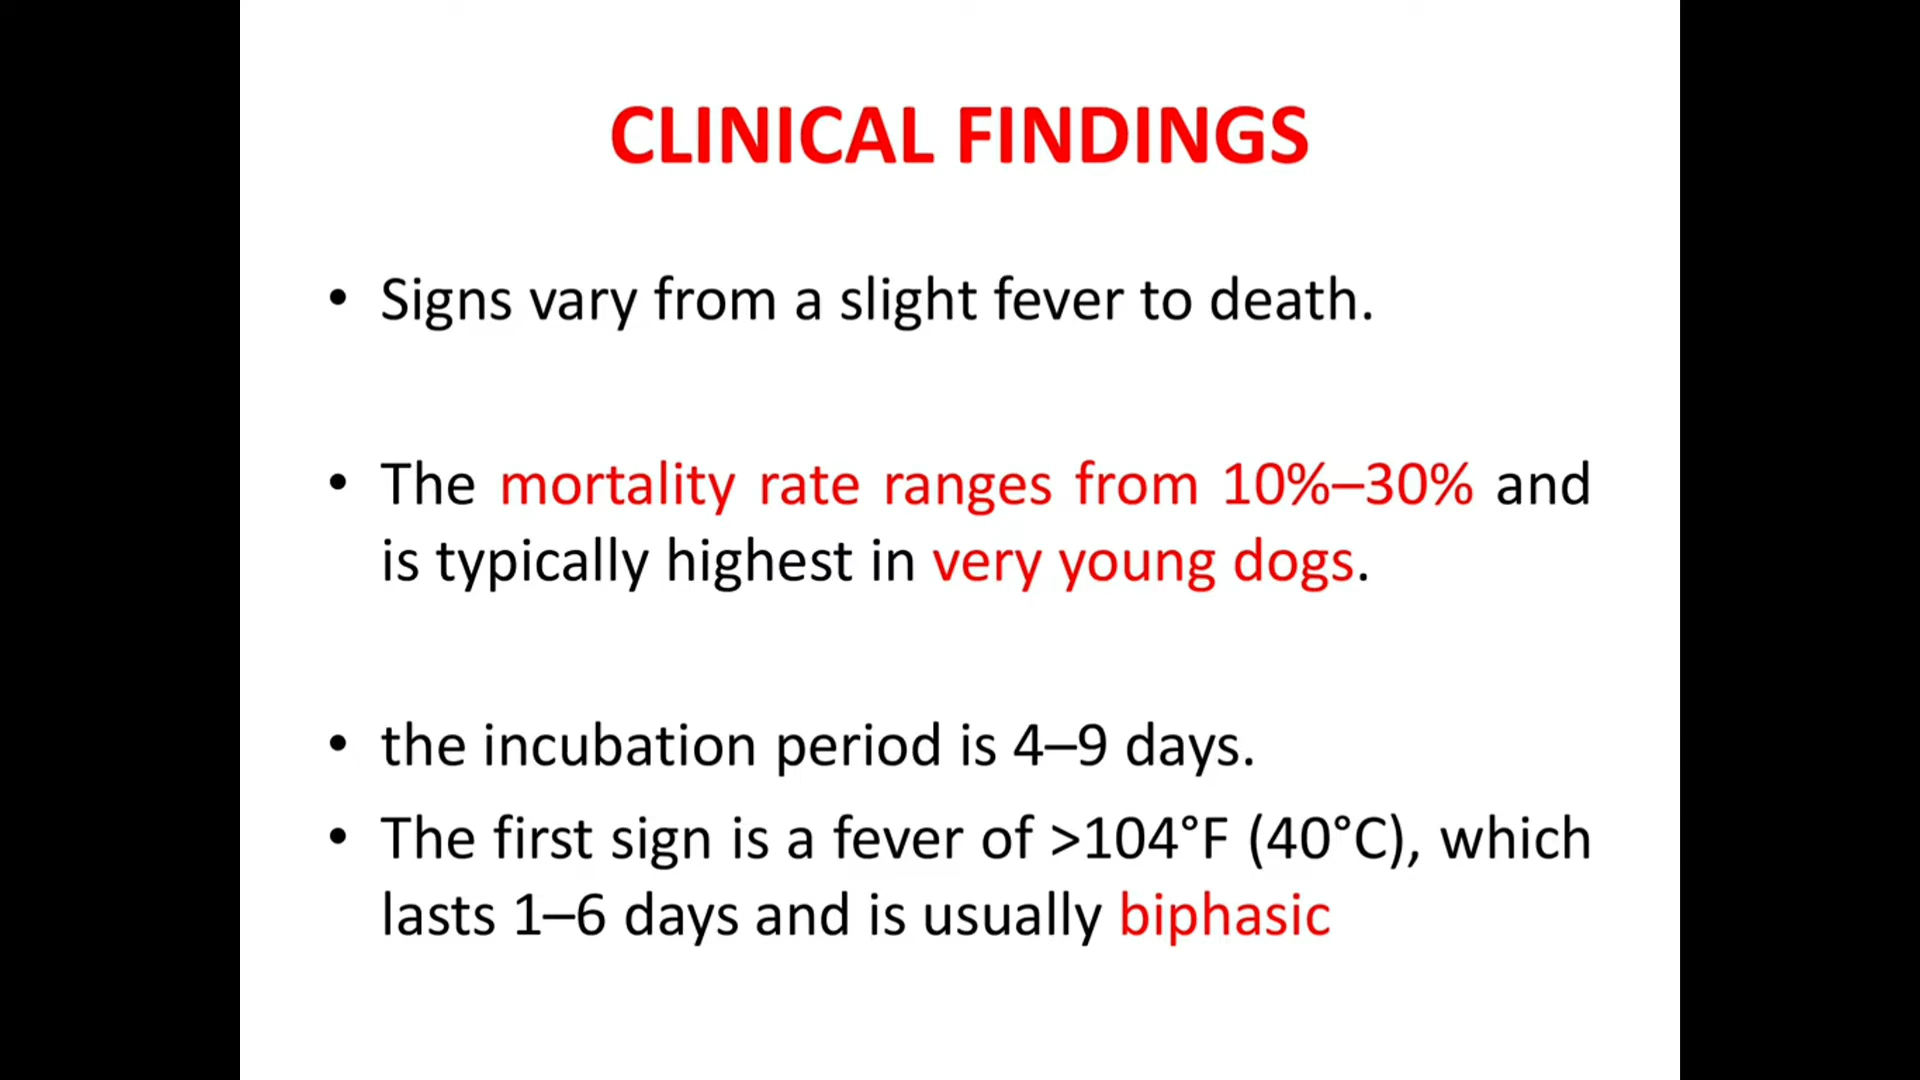 CLINICAL FINDINGS
• Signs vary from a slight fever to death.
• The mortality rate ranges from 10%–30% and
is typically highest in very young dogs.
• the incubation period is 4–9 days.
• The first sign is a fever of >104°F (40°C), which
lasts 1–6 days and is usually biphasic